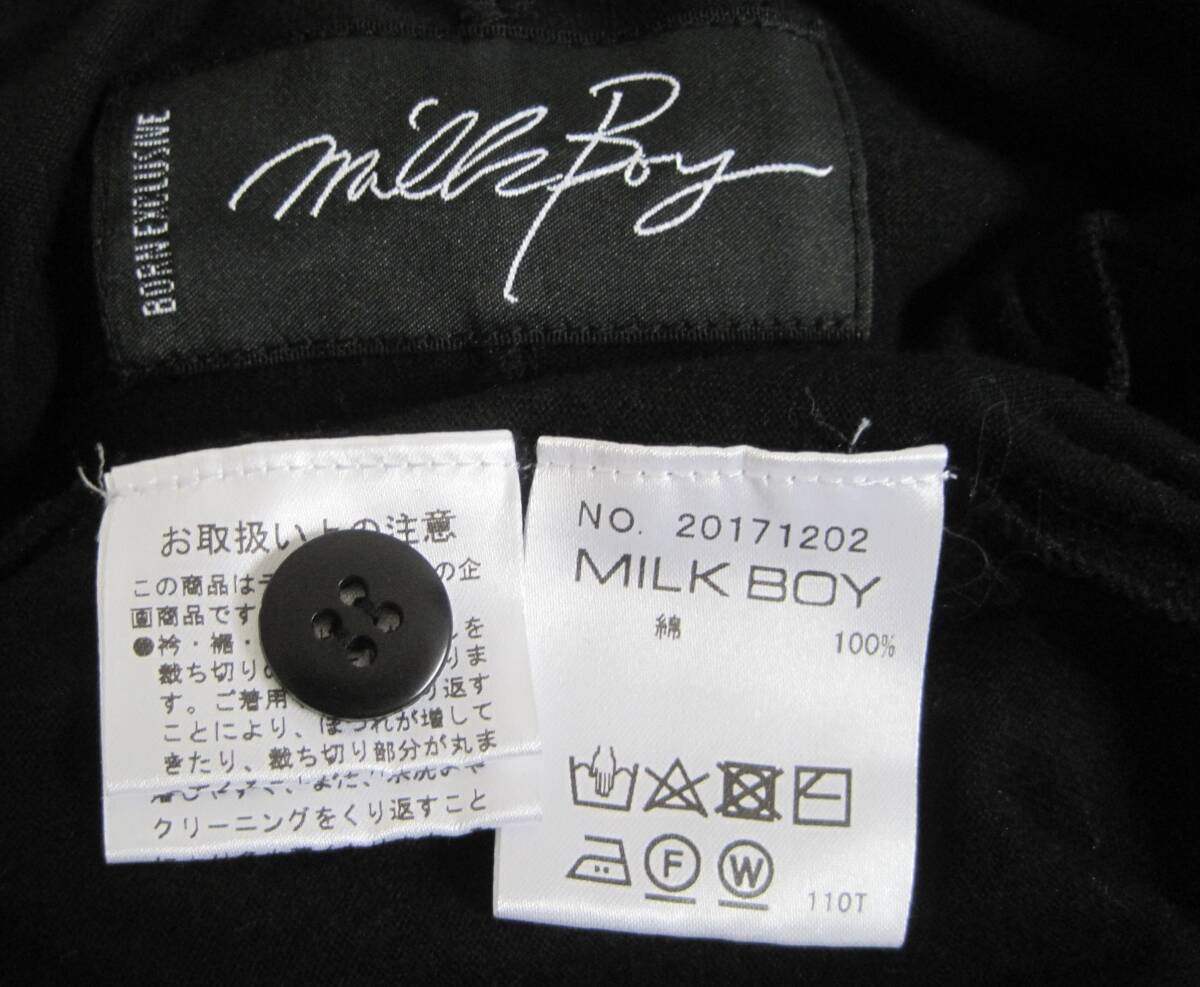 BORN EXCLUSIVE
Milk Boy
お取扱い上の注意
この商品は の企
画商品です
●衿・裾・ を
裁ち切りの りま
す。ご着用 り返す
ことにより、ほつれが増して
きたり、裁ち切り部分が丸ま
クリーニングをくり返すこと
NO. 20171202
MILK BOY
綿 100%
F W 110T